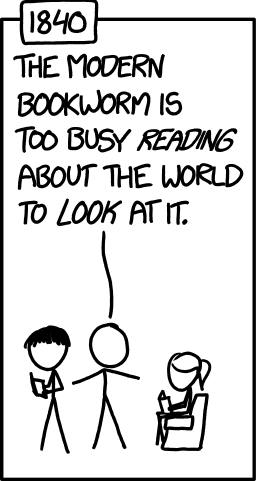 1840
THE MODERN
BOOKWORM IS
TOO BUSY READING
ABOUT THE WORLD
TO LOOK AT IT.